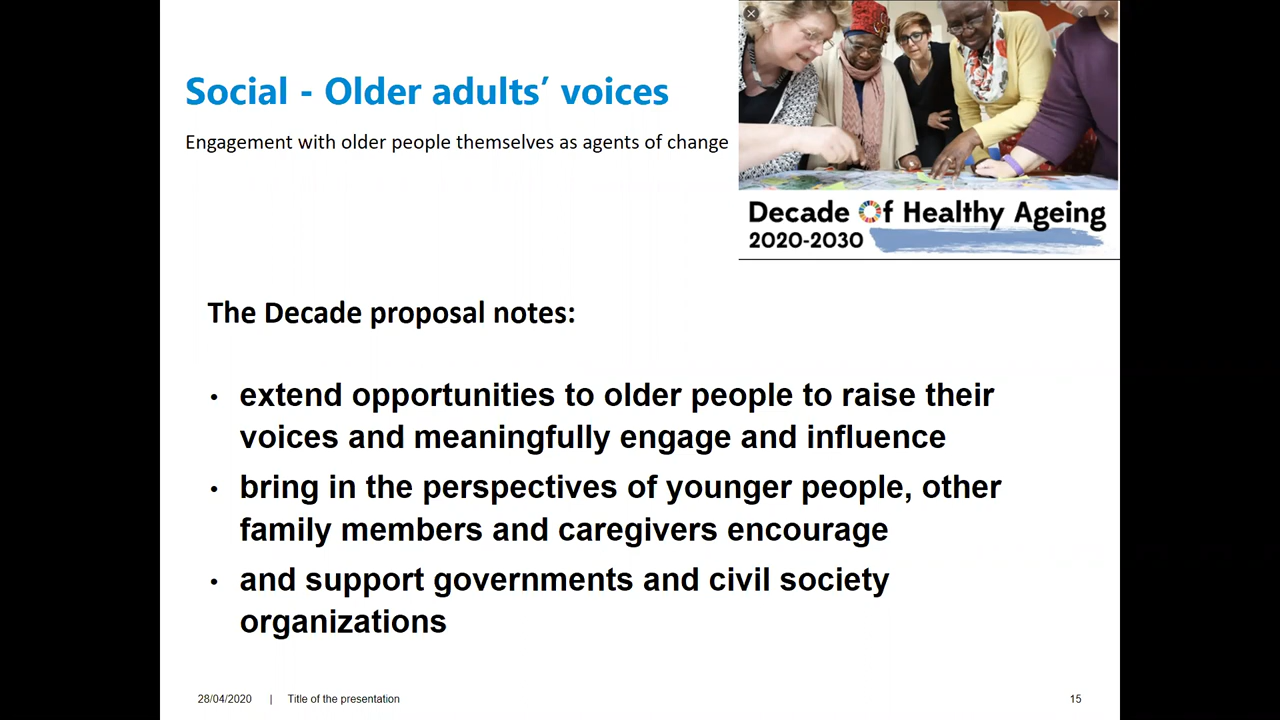 Social - Older adults’ voices
Engagement with older people themselves as agents of change
Decade Of Healthy Ageing
2020-2030
The Decade proposal notes:
• extend opportunities to older people to raise their
voices and meaningfully engage and influence
• bring in the perspectives of younger people, other
family members and caregivers encourage
• and support governments and civil society
organizations
28/04/2020 | Title of the presentation 15